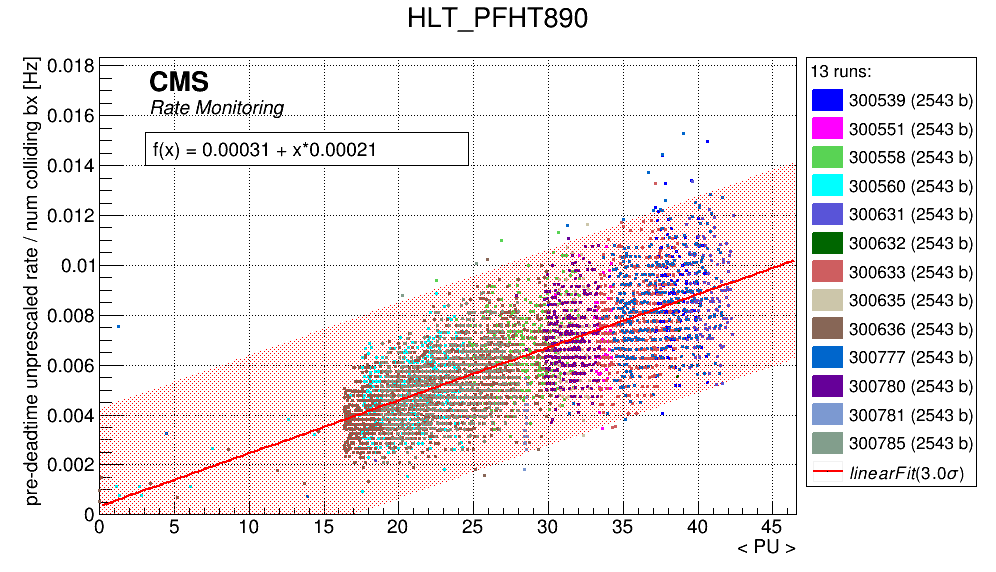 HLT_PFHT890
pre-deadtime unprescaled rate / num colliding bx [Hz]
0.018
0.016
0.014
0.012
0.01
0.008
0.006
0.004
0.002
0
CMS
Rate Monitoring
f(x) = 0.00031 + x*0.00021
0 5 10 15 20 25 30 35 40 45
< PU >
13 runs:
300539 (2543 b)
300551 (2543 b)
300558 (2543 b)
300560 (2543 b)
300631 (2543 b)
300632 (2543 b)
300633 (2543 b)
300635 (2543 b)
300636 (2543 b)
300777 (2543 b)
300780 (2543 b)
300781 (2543 b)
300785 (2543 b)
linearFit(3.0σ)